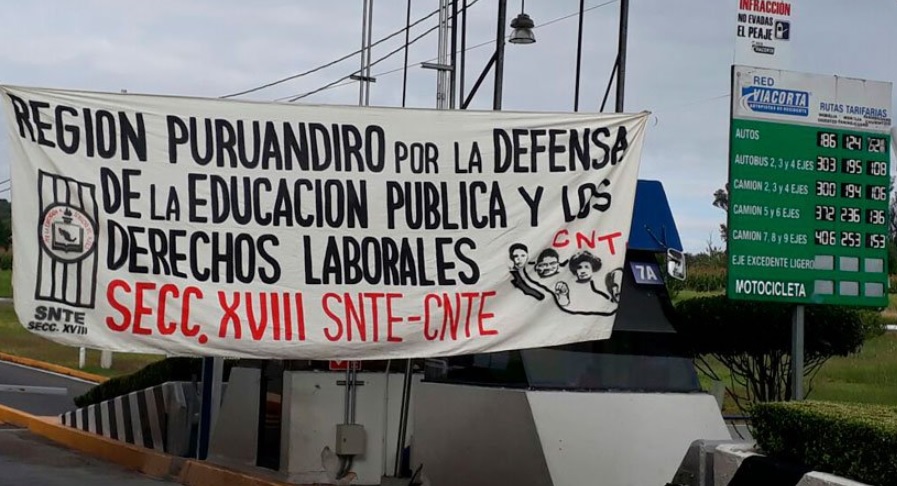 REGION PURUANDIRO POR LA DEFENSA
DE LA EDUCACION PUBLICA Y LOS
DERECHOS LABORALES
CNT
SECC. XVIII SNTE-CNTE
SNTE
SECC. XVIII
7A
INFRACCIÓN
NO EVADAS
EL PEAJE
RED
VIACORTA
RUTAS TARIFARIAS
AUTOS 186 124
AUTOBUS 2, 3 y 4 EJES 303 195 108
CAMION 2, 3 y 4 EJES 300 194 106
CAMION 5 y 6 EJES 372 236 136
CAMION 7, 8 y 9 EJES 406 253 153
EJE EXCEDENTE LIGERO
MOTOCICLETA